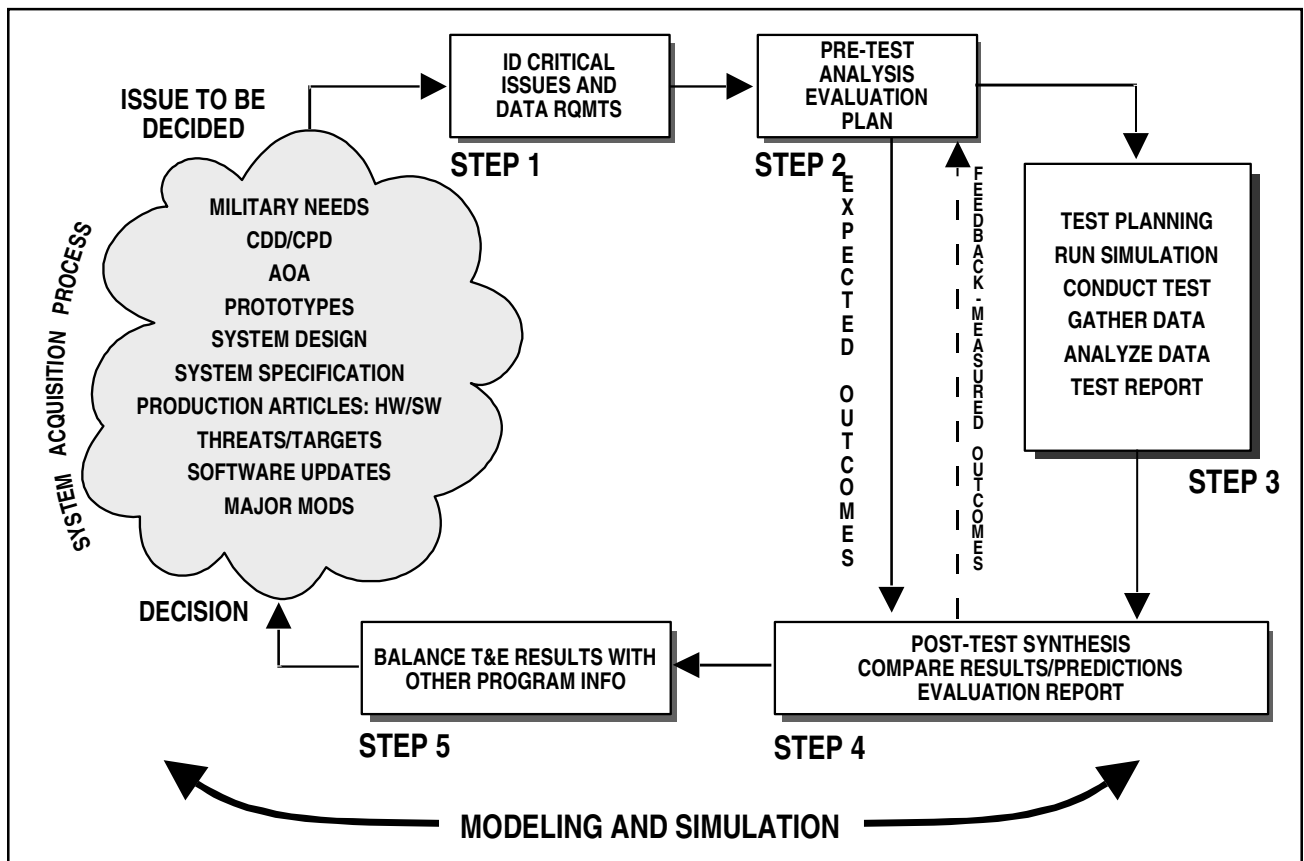 ISSUE TO BE
DECIDED
ID CRITICAL
ISSUES AND
DATA RQMTS
STEP 1
PRE-TEST
ANALYSIS
EVALUATION
PLAN
STEP 2
TEST PLANNING
RUN SIMULATION
CONDUCT TEST
GATHER DATA
ANALYZE DATA
TEST REPORT
STEP 3
EXPECTED OUTCOMES
FEEDBACK-MEASURED OUTCOMES
SYSTEM ACQUISITION PROCESS
MILITARY NEEDS
CDD/CPD
AOA
PROTOTYPES
SYSTEM DESIGN
SYSTEM SPECIFICATION
PRODUCTION ARTICLES: HW/SW
THREATS/TARGETS
SOFTWARE UPDATES
MAJOR MODS
DECISION
BALANCE T&E RESULTS WITH
OTHER PROGRAM INFO
STEP 5
POST-TEST SYNTHESIS
COMPARE RESULTS/PREDICTIONS
EVALUATION REPORT
STEP 4
MODELING AND SIMULATION